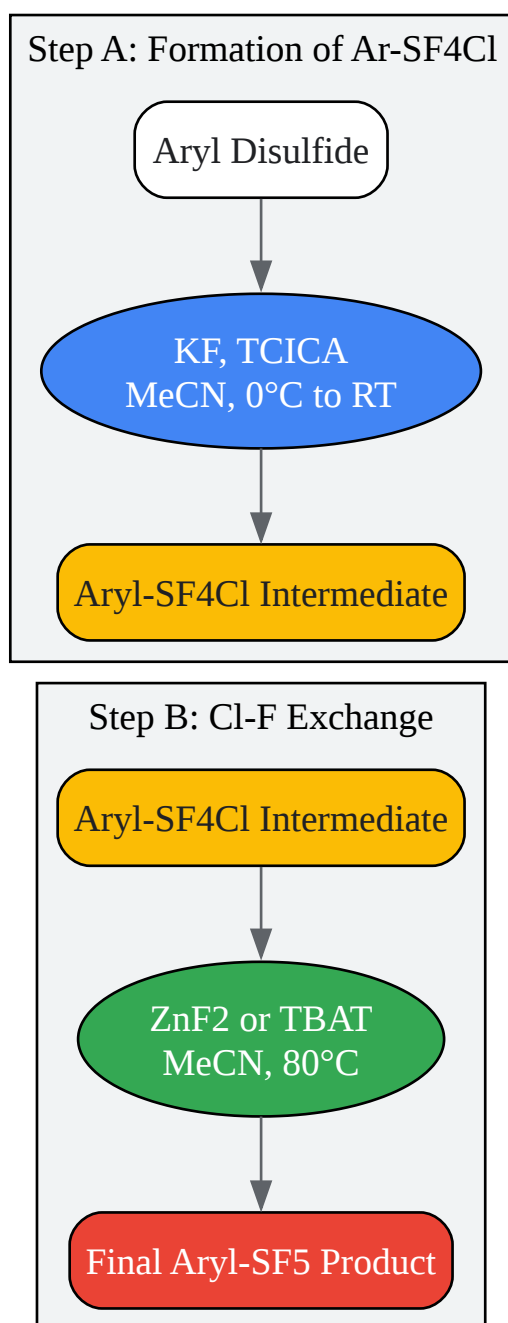 Step A: Formation of Ar-SF4Cl
Aryl Disulfide
KF, TCICA
MeCN, 0°C to RT
Aryl-SF4Cl Intermediate
Step B: Cl-F Exchange
Aryl-SF4Cl Intermediate
ZnF2 or TBAT
MeCN, 80°C
Final Aryl-SF5 Product